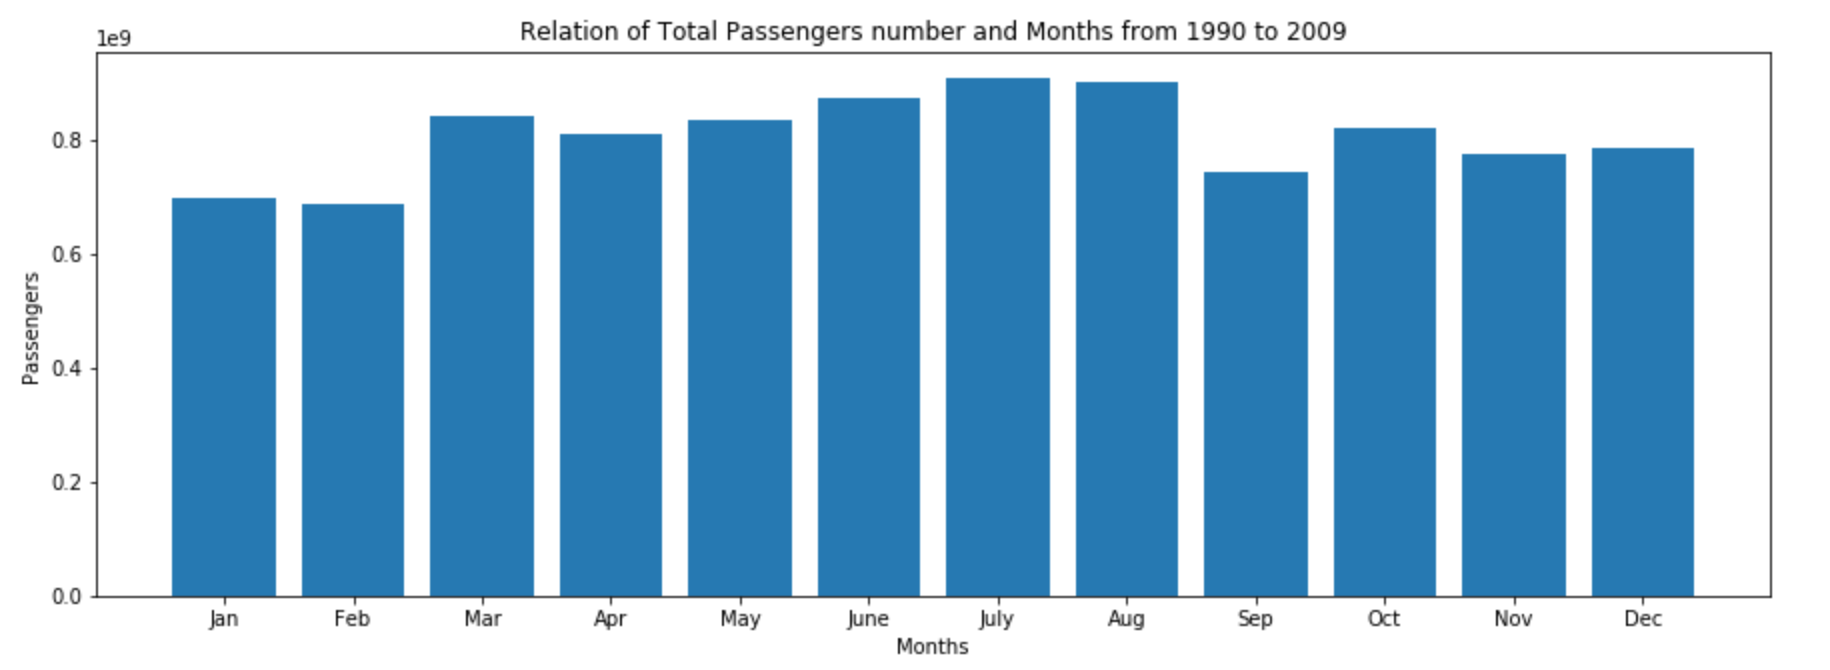 Relation of Total Passengers number and Months from 1990 to 2009
1e9
0.8
0.6
0.4
0.2
0.0
Passengers
Jan Feb Mar Apr May June July Aug Sep Oct Nov Dec
Months